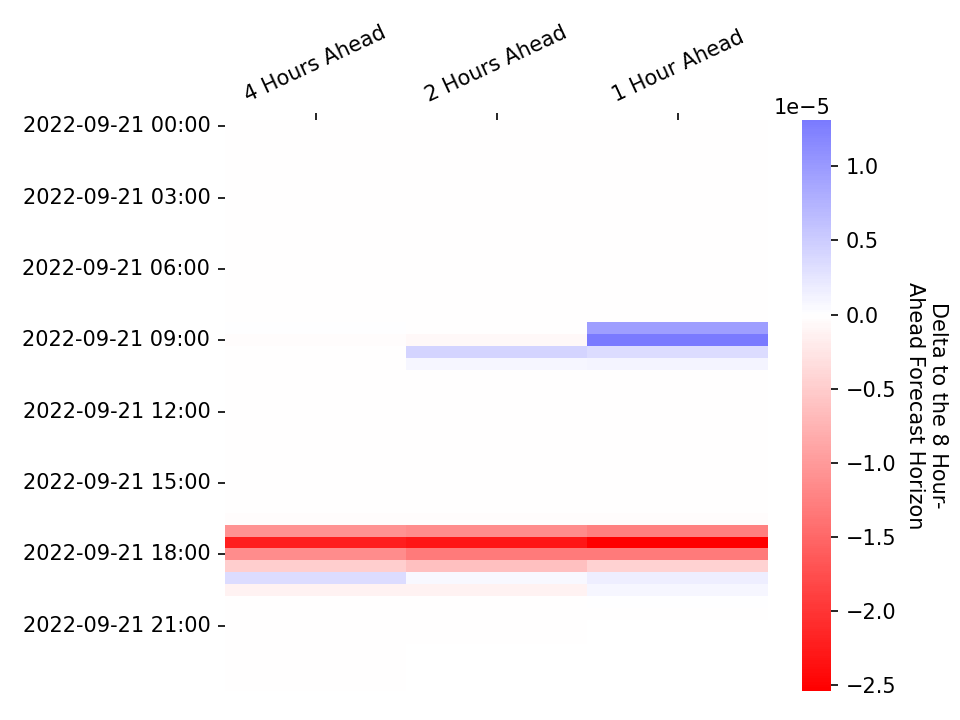 4 Hours Ahead
2 Hours Ahead
1 Hour Ahead
1e−5
2022-09-21 00:00
2022-09-21 03:00
2022-09-21 06:00
2022-09-21 09:00
2022-09-21 12:00
2022-09-21 15:00
2022-09-21 18:00
2022-09-21 21:00
1.0
0.5
0.0
−0.5
−1.0
−1.5
−2.0
−2.5
Delta to the 8 Hour-
Ahead Forecast Horizon